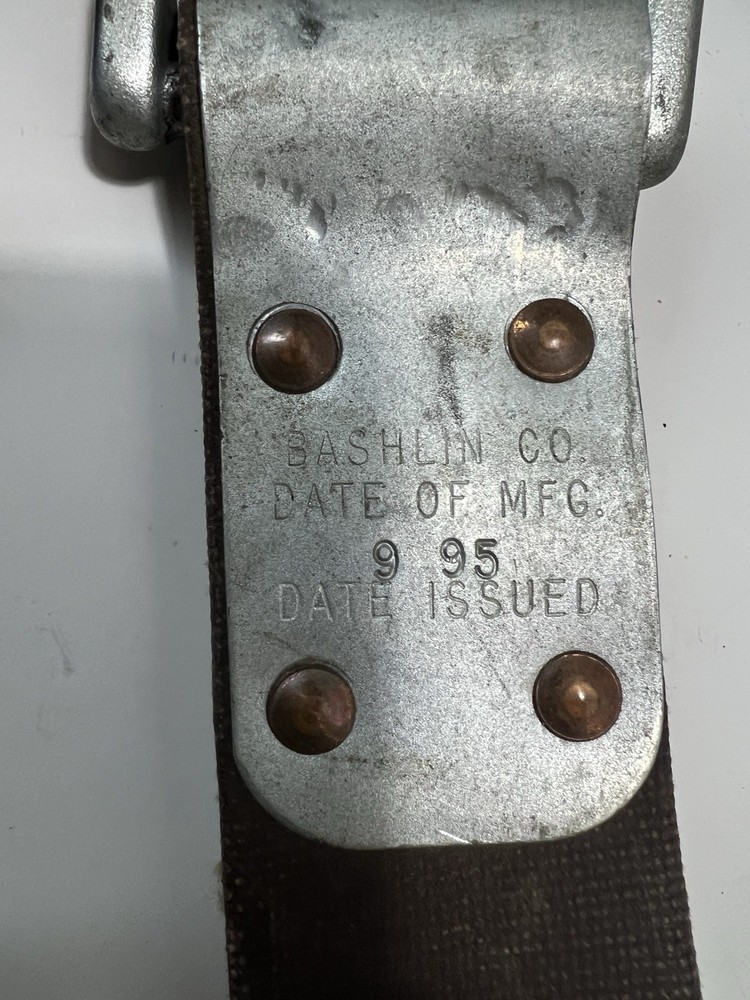 BASHLIN CO.
DATE OF MFG.
9 95
DATE ISSUED